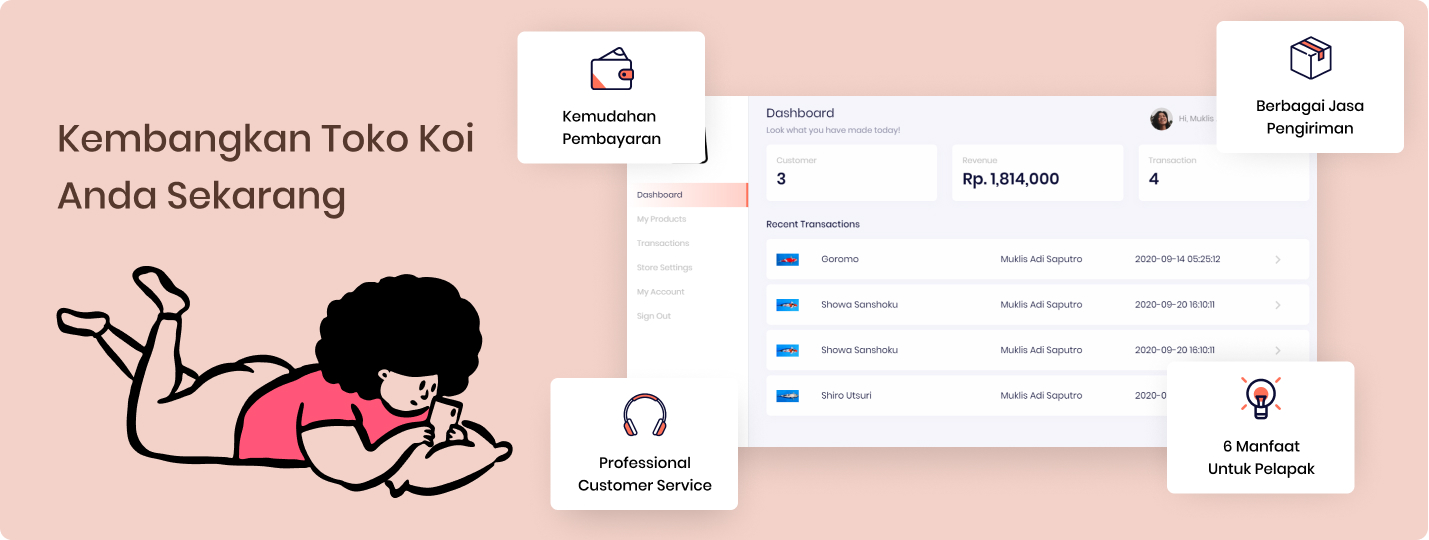 Kembangkan Toko Koi
Anda Sekarang
Kemudahan
Pembayaran
Berbagai Jasa
Pengiriman
Dashboard
Look what you have made today!
Hi, Muklis
Customer
3
Revenue
Rp. 1,814,000
Transaction
4
Dashboard
My Products
Transactions
Store Settings
My Account
Sign Out
Recent Transactions
Goromo Muklis Adi Saputro 2020-09-14 05:25:12
Showa Sanshoku Muklis Adi Saputro 2020-09-20 16:10:11
Showa Sanshoku Muklis Adi Saputro 2020-09-20 16:10:11
Shiro Utsuri Muklis Adi Saputro 2020-0
Professional
Customer Service
6 Manfaat
Untuk Pelapak